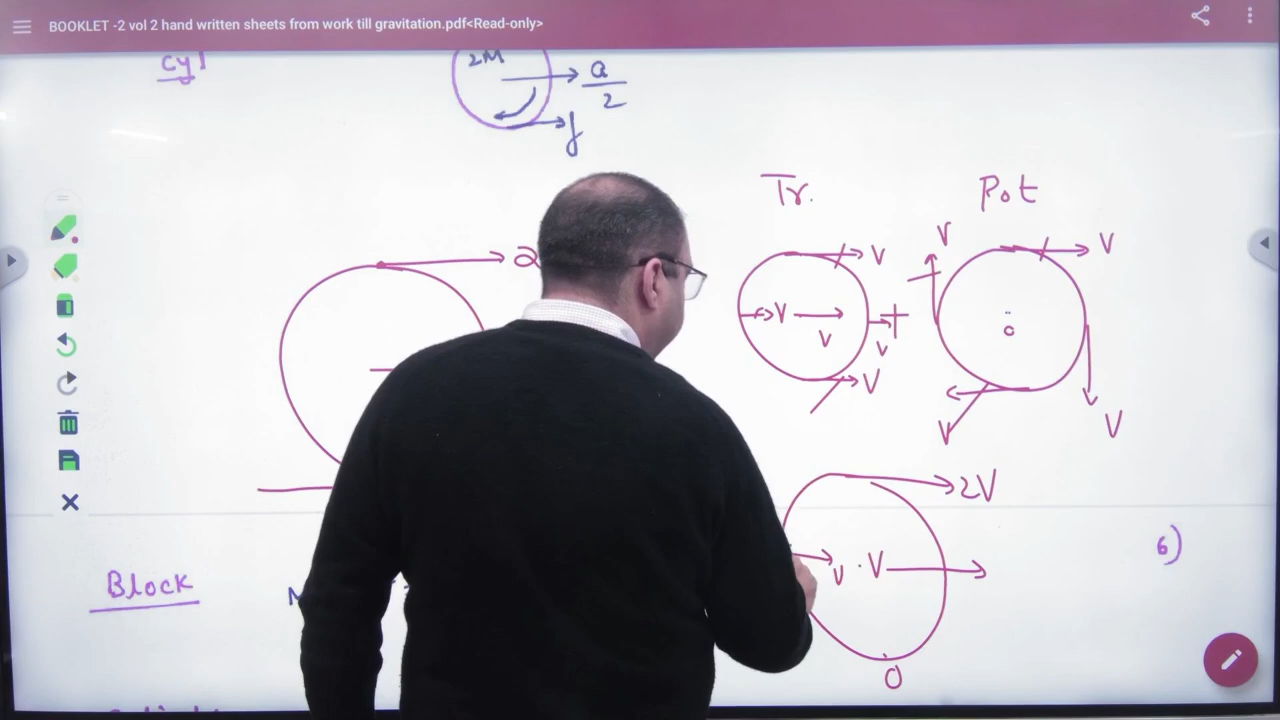 BOOKLET -2 vol 2 hand written sheets from work till gravitation.pdf<Read-only>
Cyl
2M
a
2
f
Tr.
Rot
2
V
V
V
V
+
V
V
V
o
V
V
2V
V
V
0
6)
Block